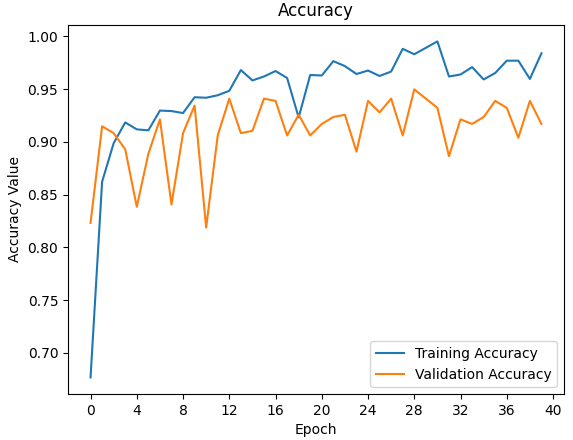 Accuracy
1.00
0.95
0.90
0.85
0.80
0.75
0.70
Accuracy Value
Training Accuracy
Validation Accuracy
0 4 8 12 16 20 24 28 32 36 40
Epoch